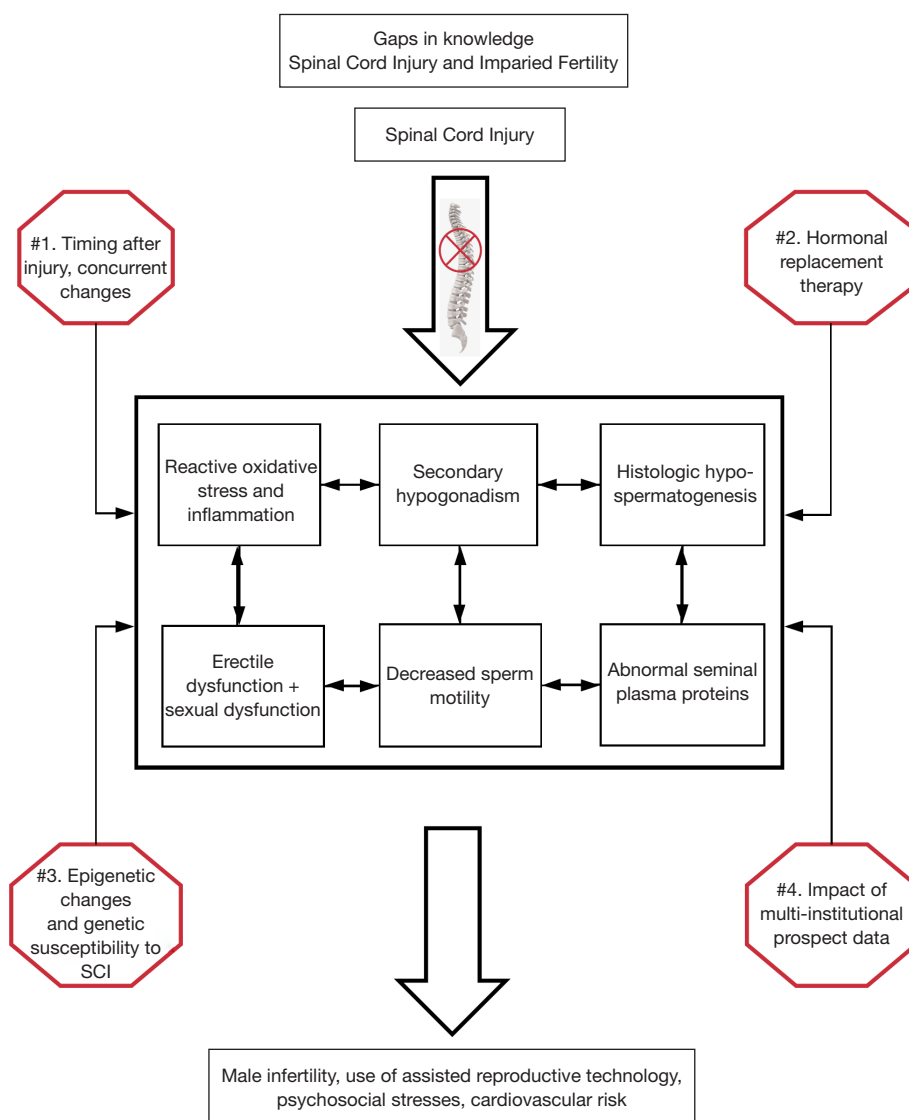 Gaps in knowledge
Spinal Cord Injury and Imparied Fertility
Spinal Cord Injury
#1. Timing after
injury, concurrent
changes
#2. Hormonal
replacement
therapy
Reactive oxidative
stress and
inflammation
Secondary
hypogonadism
Histologic hypo-
spermatogenesis
Erectile
dysfunction +
sexual dysfunction
Decreased sperm
motility
Abnormal seminal
plasma proteins
#3. Epigenetic
changes
and genetic
susceptibility to
SCI
#4. Impact of
multi-institutional
prospect data
Male infertility, use of assisted reproductive technology,
psychosocial stresses, cardiovascular risk